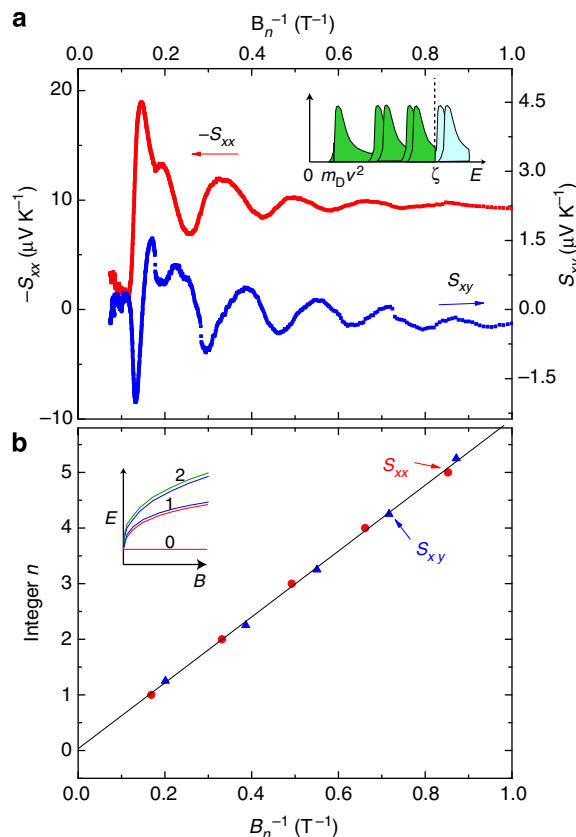 a
B_n⁻¹ (T⁻¹)
0.0 0.2 0.4 0.6 0.8 1.0
20
10
0
−10
−S_xx (μV K⁻¹)
4.5
3.0
1.5
0.0
−1.5
S_xy (μV K⁻¹)
−S_xx
S_xy
0 m_D v² ζ E
b
5
4
3
2
1
0
Integer n
2
1
0
E
B
S_xx
S_xy
0.0 0.2 0.4 0.6 0.8 1.0
B_n⁻¹ (T⁻¹)